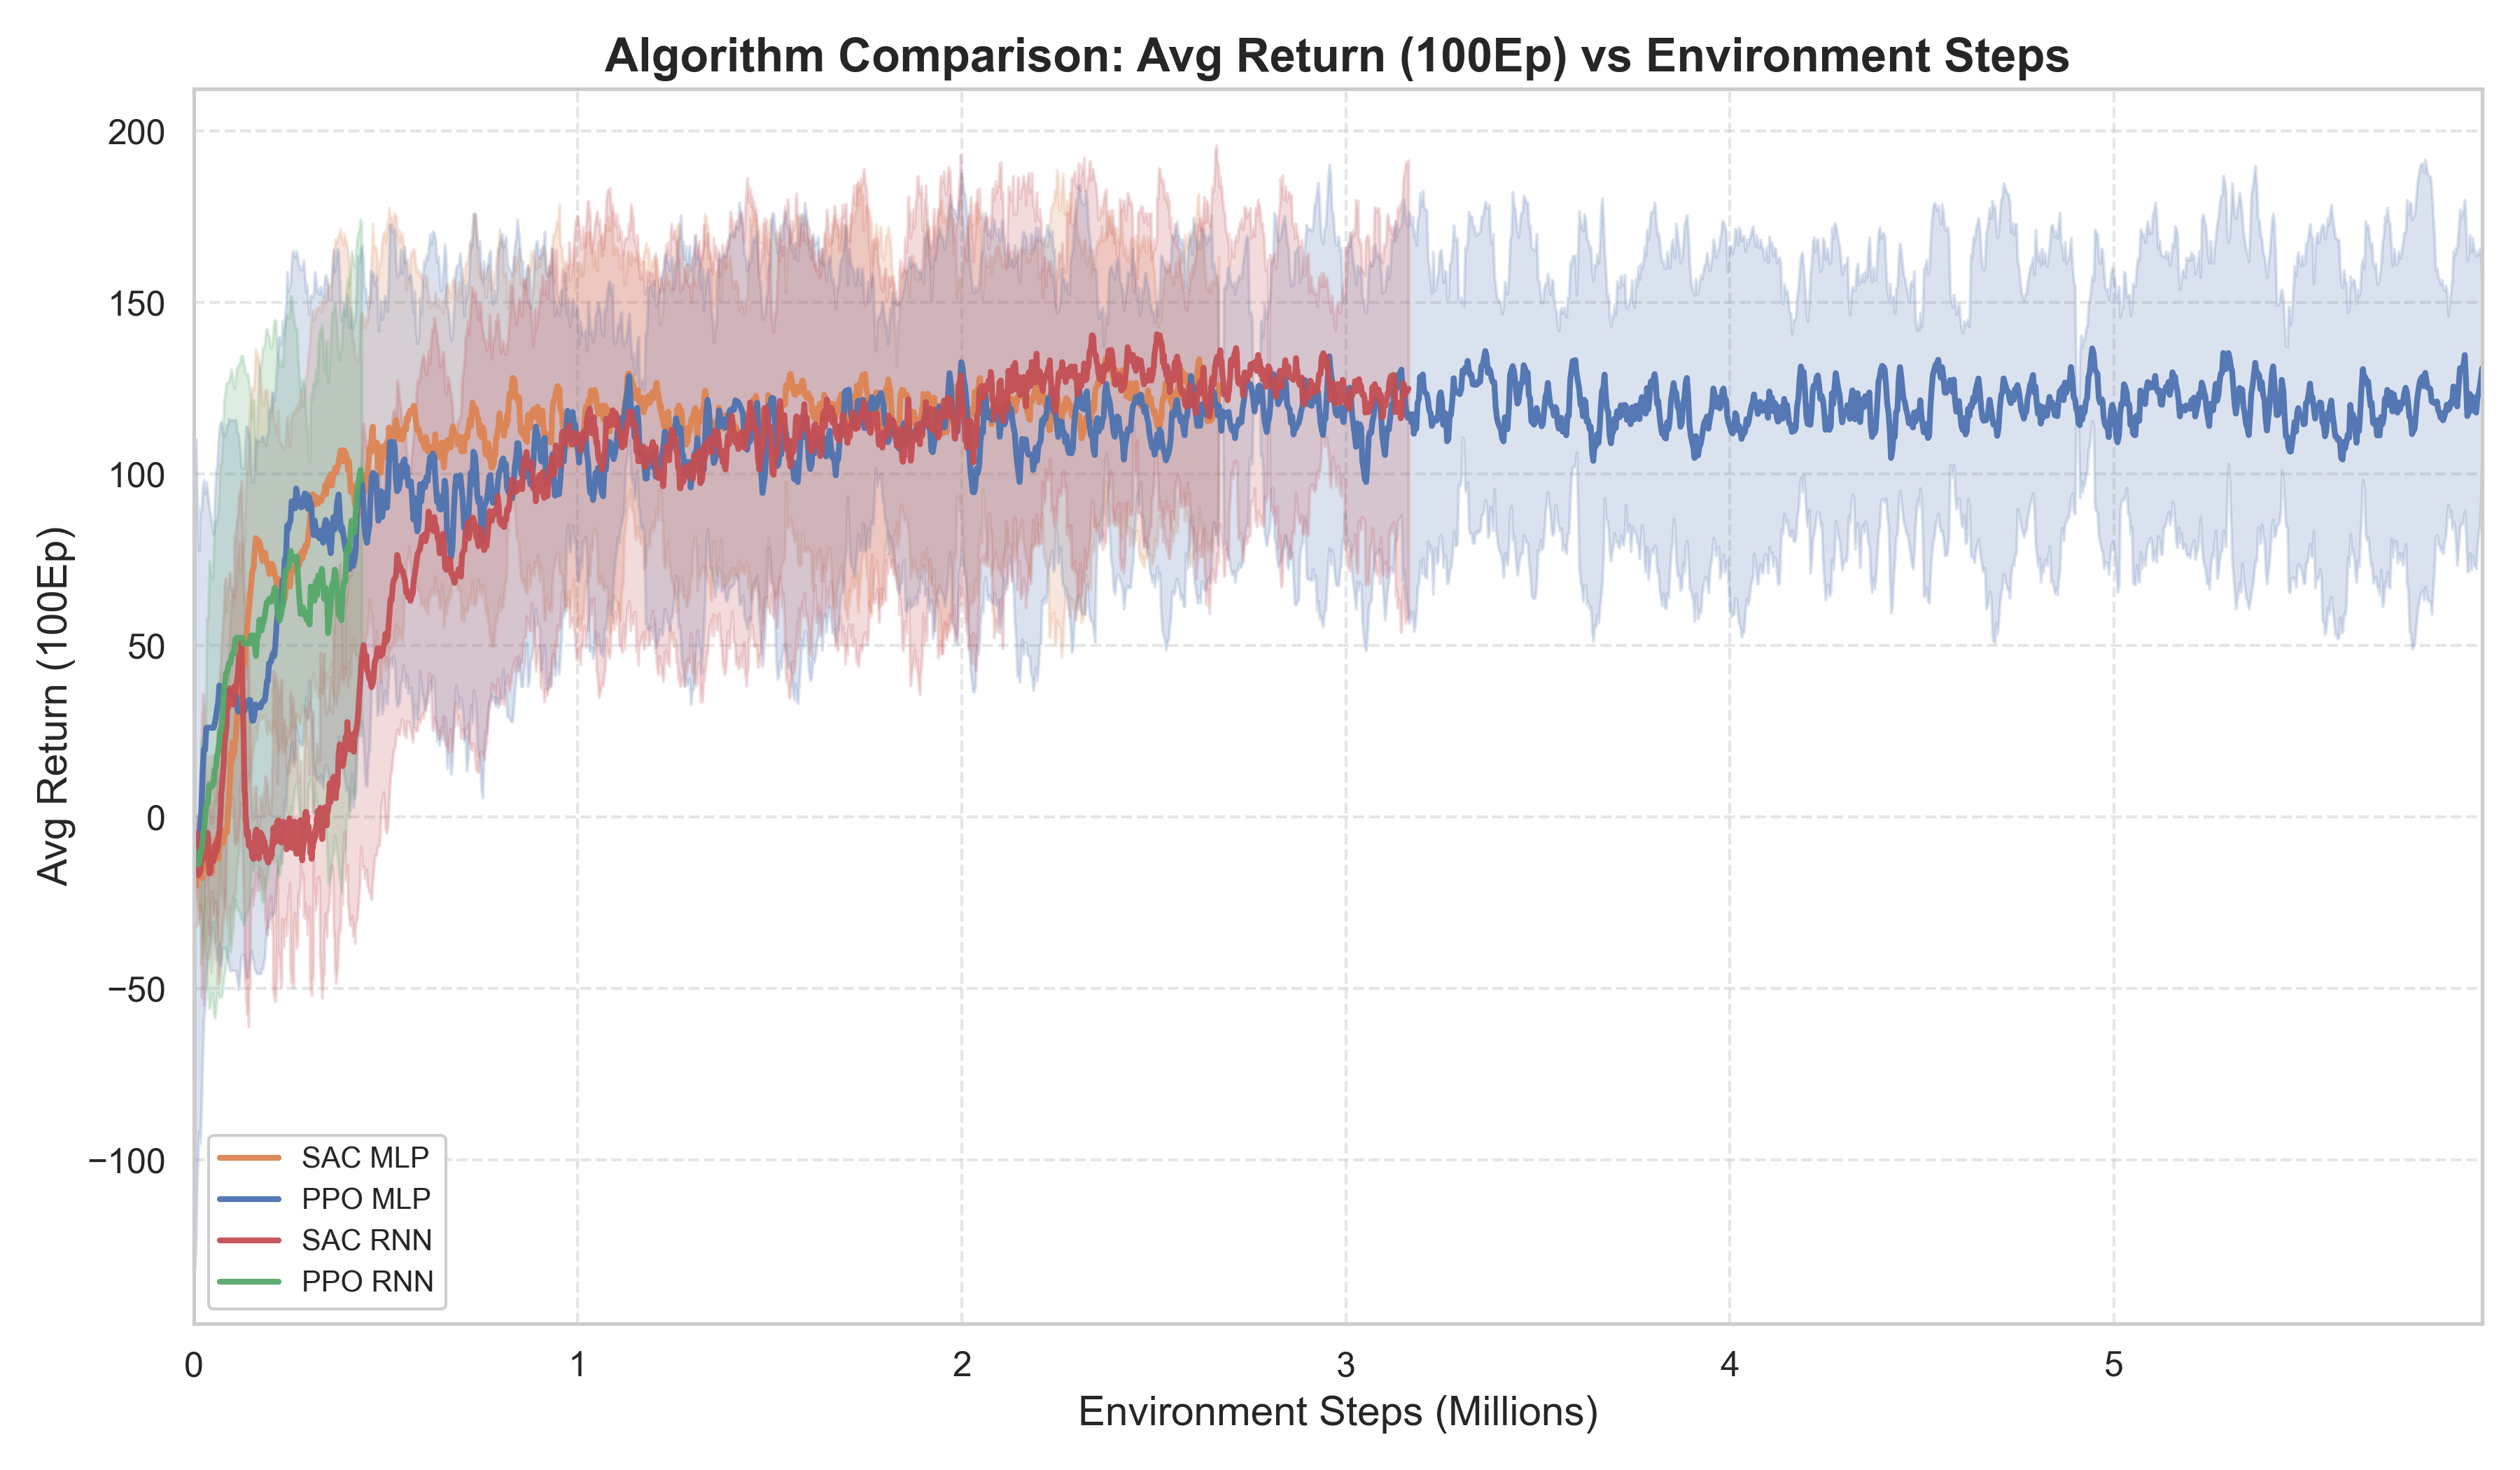 Algorithm Comparison: Avg Return (100Ep) vs Environment Steps
Avg Return (100Ep)
200
150
100
50
0
−50
−100
SAC MLP
PPO MLP
SAC RNN
PPO RNN
0 1 2 3 4 5
Environment Steps (Millions)